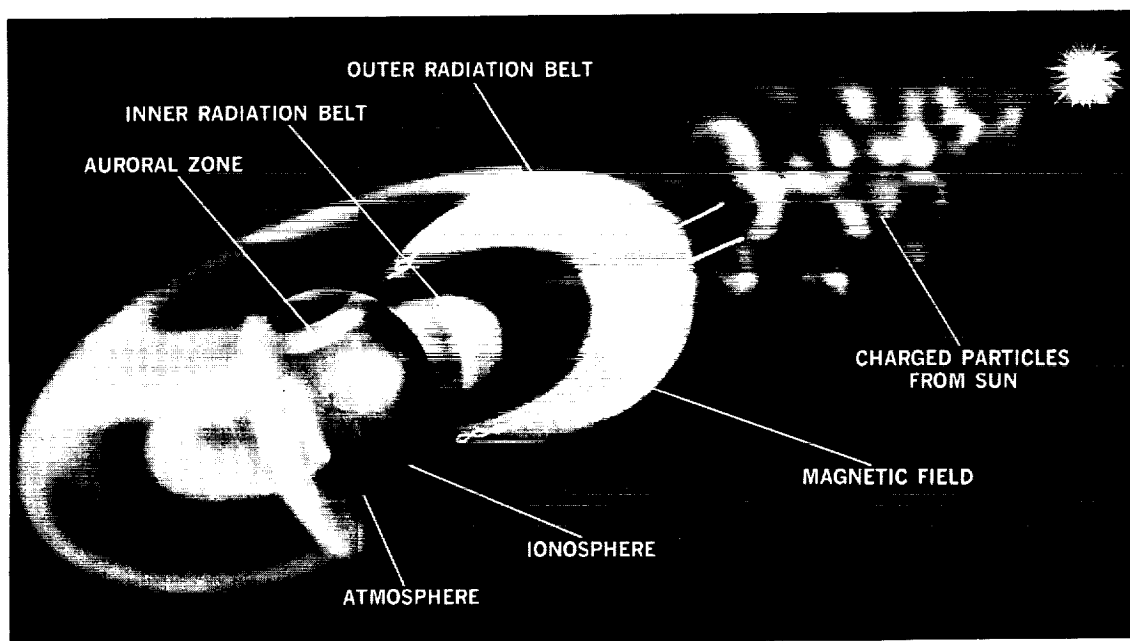 OUTER RADIATION BELT
INNER RADIATION BELT
AURORAL ZONE
CHARGED PARTICLES
FROM SUN
MAGNETIC FIELD
IONOSPHERE
ATMOSPHERE